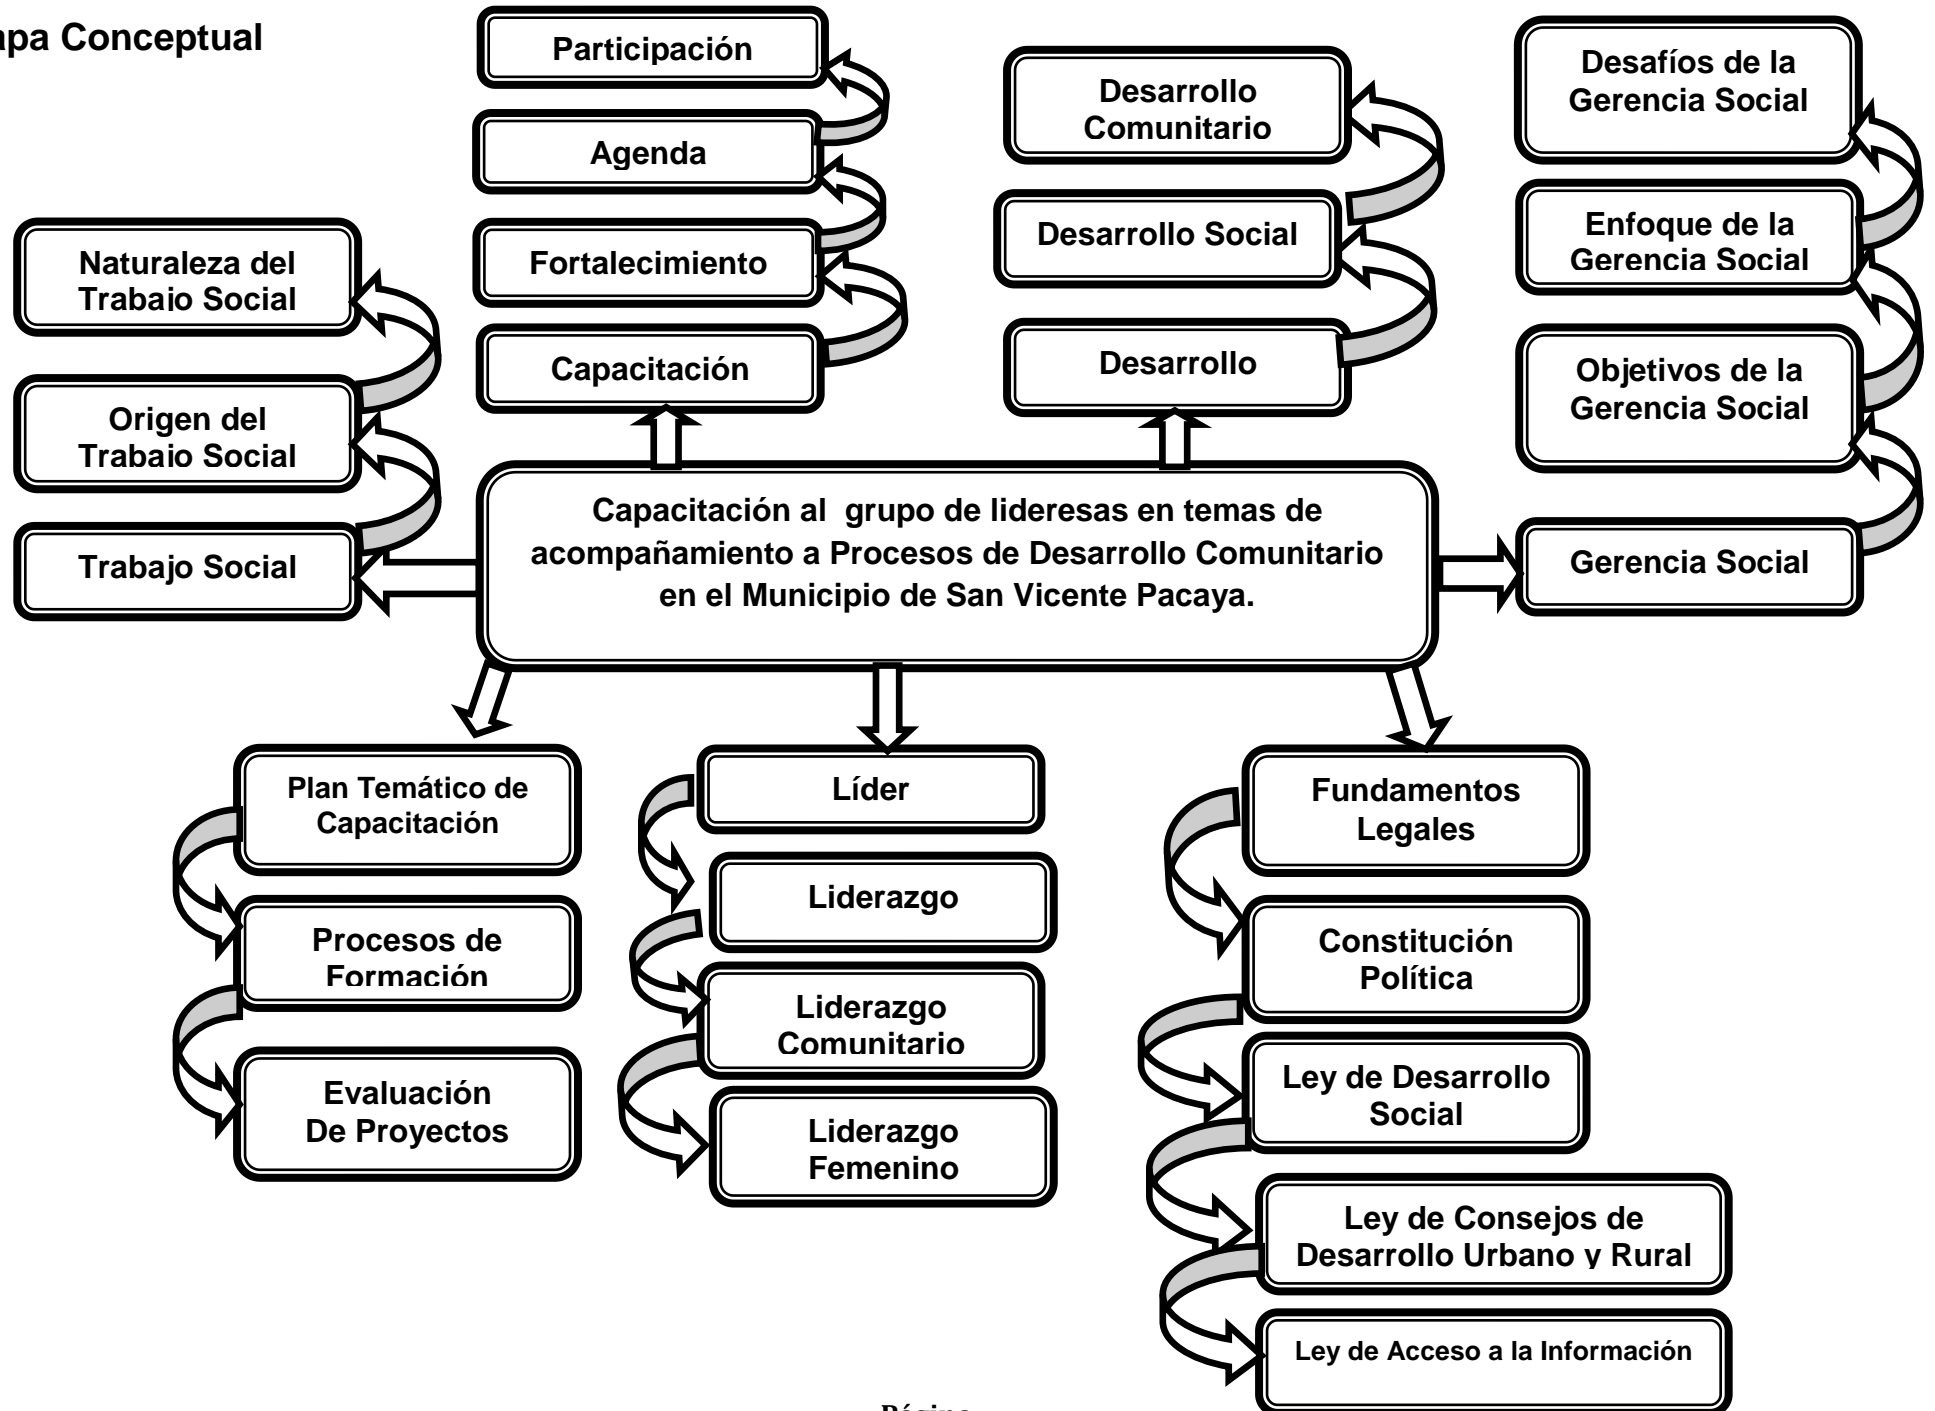 apa Conceptual
Participación
Agenda
Fortalecimiento
Capacitación
Desarrollo
Comunitario
Desarrollo Social
Desarrollo
Desafíos de la
Gerencia Social
Enfoque de la
Gerencia Social
Objetivos de la
Gerencia Social
Gerencia Social
Naturaleza del
Trabajo Social
Origen del
Trabajo Social
Trabajo Social
Capacitación al grupo de lideresas en temas de
acompañamiento a Procesos de Desarrollo Comunitario
en el Municipio de San Vicente Pacaya.
Plan Temático de
Capacitación
Procesos de
Formación
Evaluación
De Proyectos
Líder
Liderazgo
Liderazgo
Comunitario
Liderazgo
Femenino
Fundamentos
Legales
Constitución
Política
Ley de Desarrollo
Social
Ley de Consejos de
Desarrollo Urbano y Rural
Ley de Acceso a la Información
Página